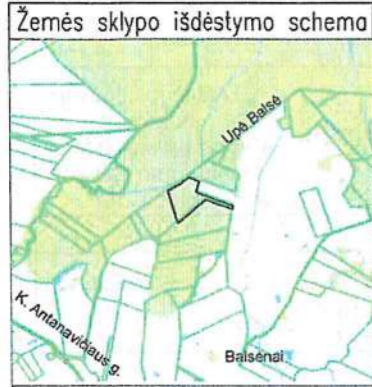 Žemės sklypo išdėstymo schema
Upė Balsė
K. Antanavičiaus g.
Balsėnai